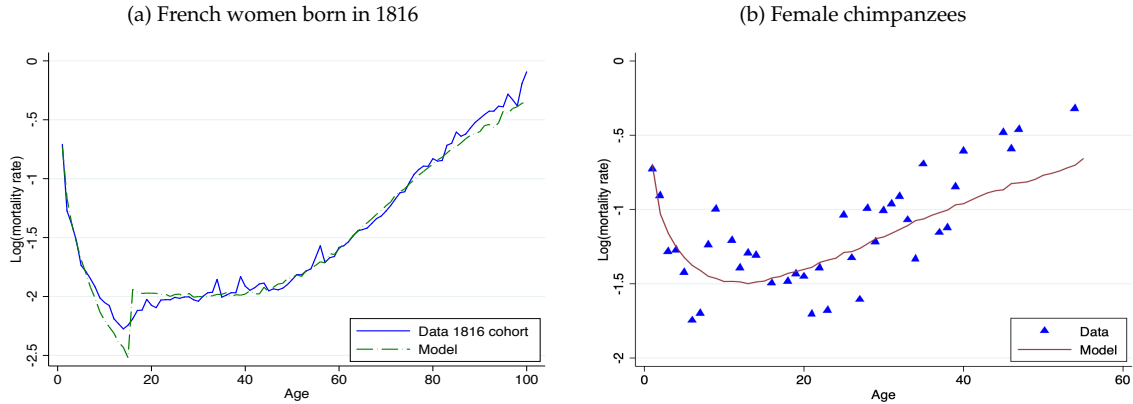 (a) French women born in 1816
0
-.5
-1
-1.5
-2
-2.5
Log(mortality rate)
0
20
40
60
80
100
Age
Data 1816 cohort
Model
(b) Female chimpanzees
0
-.5
-1
-1.5
-2
Log(mortality rate)
0
20
40
60
Age
Data
Model